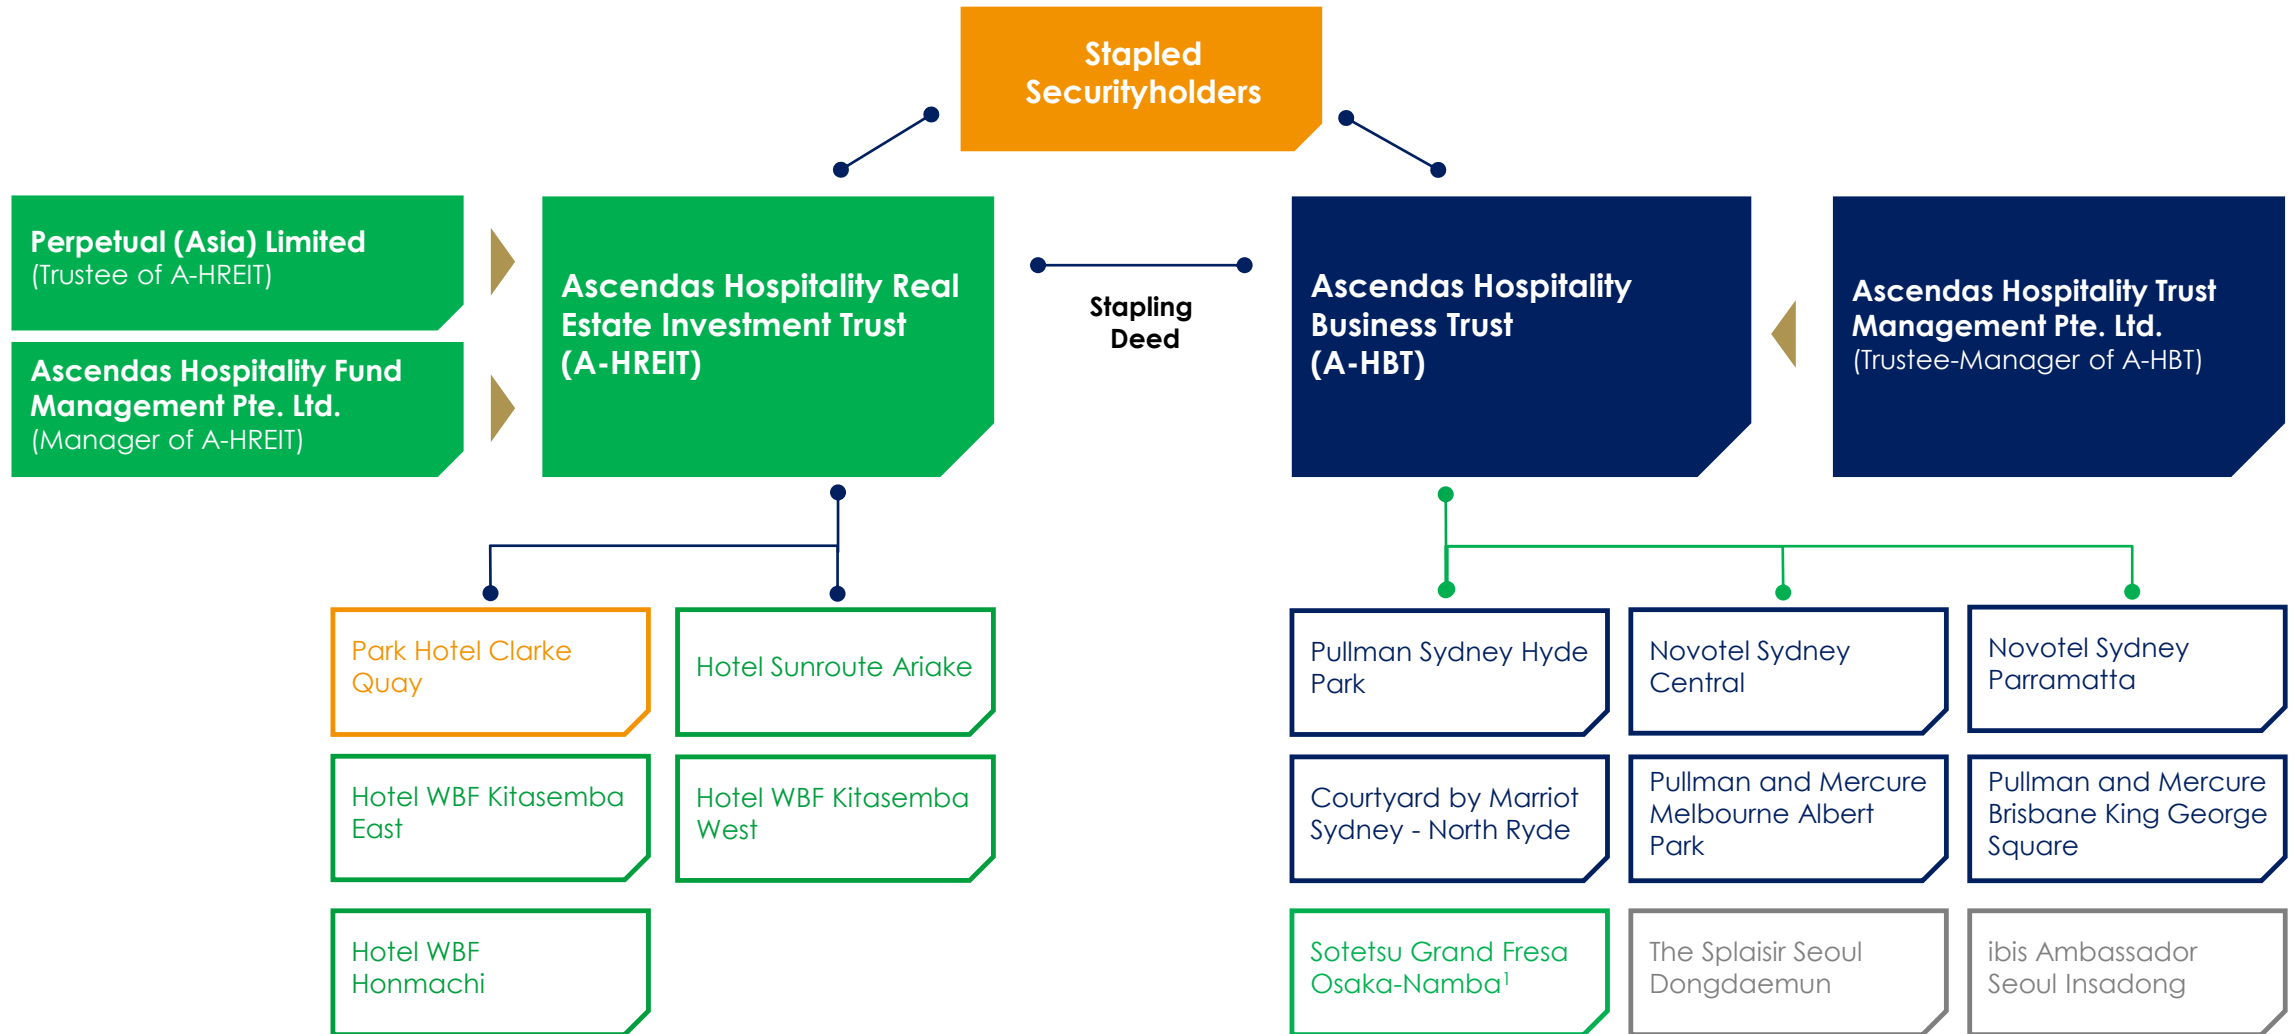 Stapled
Securityholders
Perpetual (Asia) Limited
(Trustee of A-HREIT)
Ascendas Hospitality Fund
Management Pte. Ltd.
(Manager of A-HREIT)
Ascendas Hospitality Real
Estate Investment Trust
(A-HREIT)
Stapling
Deed
Ascendas Hospitality
Business Trust
(A-HBT)
Ascendas Hospitality Trust
Management Pte. Ltd.
(Trustee-Manager of A-HBT)
Park Hotel Clarke
Quay
Hotel Sunroute Ariake
Hotel WBF Kitasemba
East
Hotel WBF Kitasemba
West
Hotel WBF
Honmachi
Pullman Sydney Hyde
Park
Novotel Sydney
Central
Novotel Sydney
Parramatta
Courtyard by Marriot
Sydney - North Ryde
Pullman and Mercure
Melbourne Albert
Park
Pullman and Mercure
Brisbane King George
Square
Sotetsu Grand Fresa
Osaka-Namba¹
The Splaisir Seoul
Dongdaemun
ibis Ambassador
Seoul Insadong